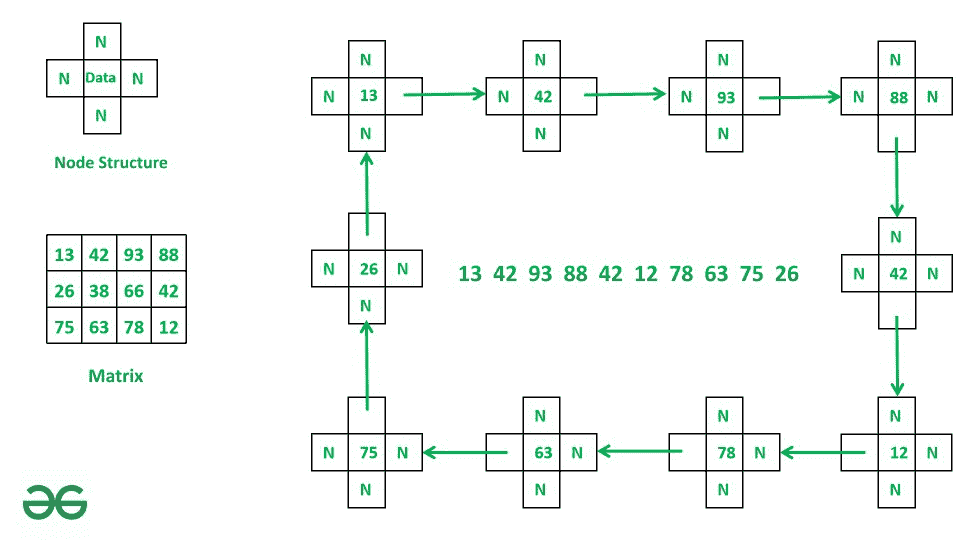 N
N Data N
N
Node Structure
13 42 93 88
26 38 66 42
75 63 78 12
Matrix
N N N N
N 13 N 42 N 93 N 88 N
N N N
N
N 26 N
N
13 42 93 88 42 12 78 63 75 26
N
N 42 N
N N N
N 75 N 63 N 78 N 12 N
N N N N